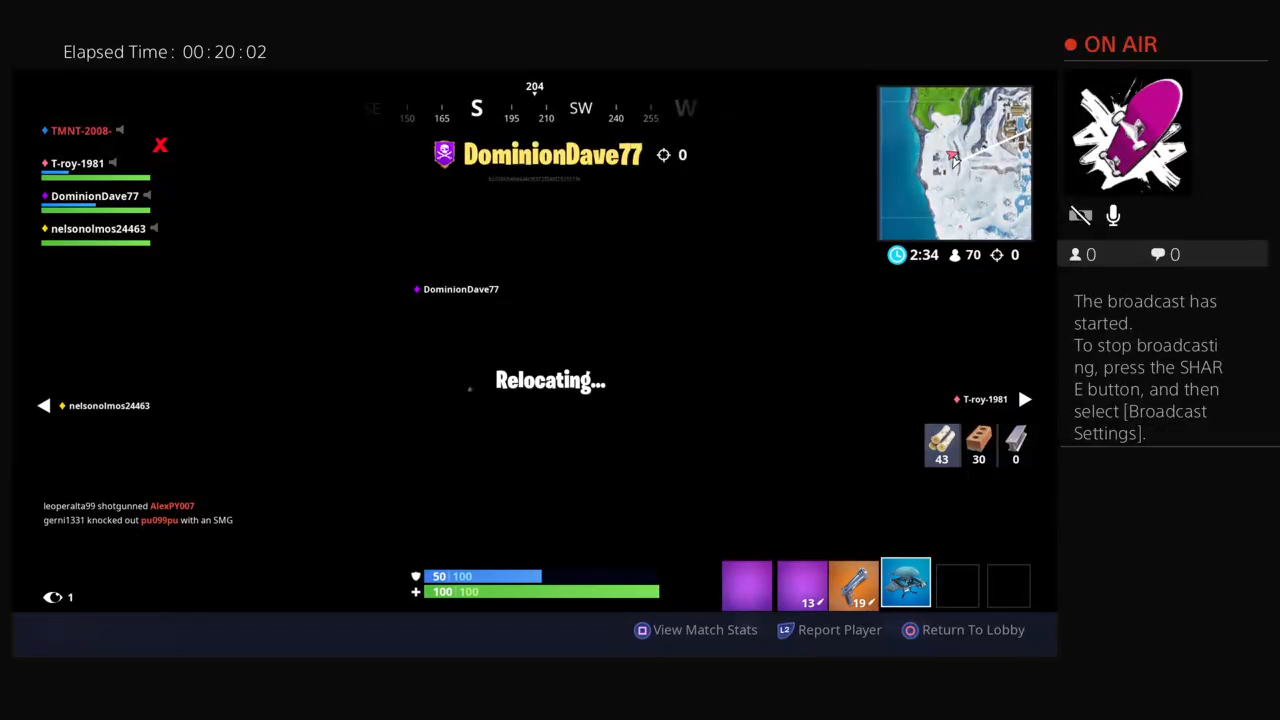 Elapsed Time: 00:20:02
ON AIR
204
SE 150 165 S 195 210 SW 240 255 W
TMNT-2008-
X
T-roy-1981
DominionDave77
nelsonolmos24463
DominionDave77 0
2:34 70 0
0 0
The broadcast has
started.
To stop broadcasti
ng, press the SHAR
E button, and then
select [Broadcast
Settings].
DominionDave77
Relocating...
nelsonolmos24463
T-roy-1981
43 30 0
leoperalta99 shotgunned AlexPY007
gerni1331 knocked out pu099pu with an SMG
50 100
100 100
13 19
1
View Match Stats L2 Report Player Return To Lobby